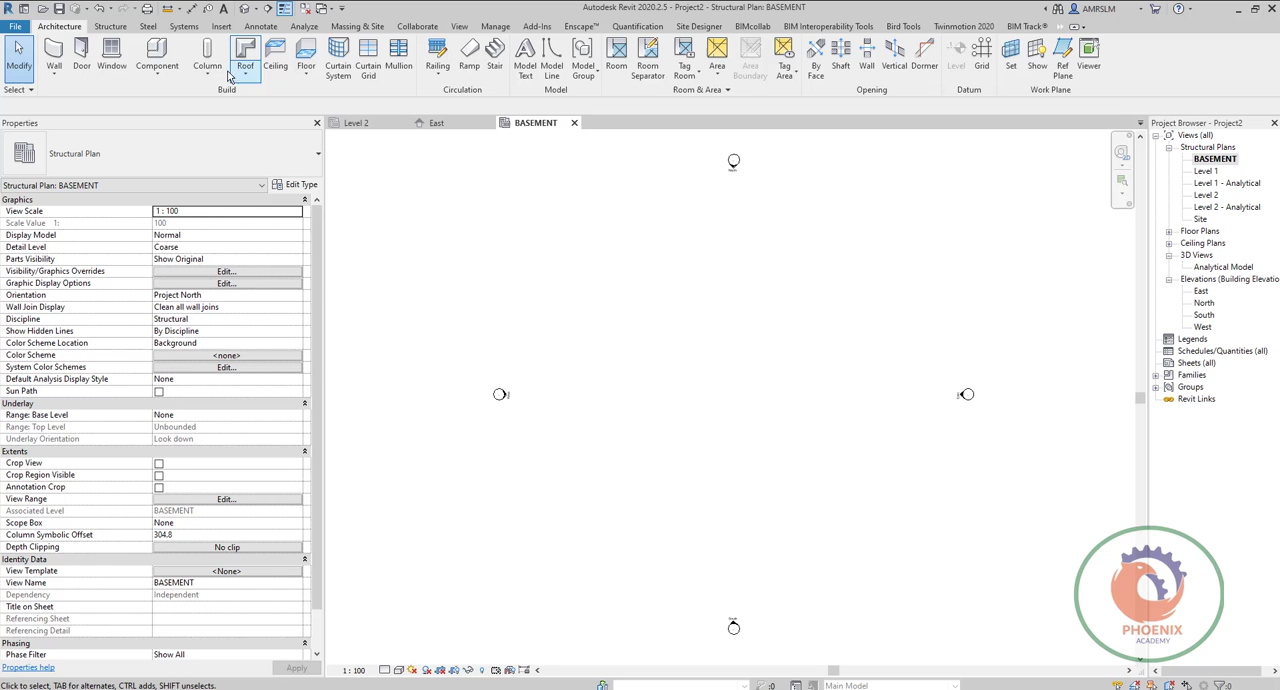 Autodesk Revit 2020.2.5 - Project2 - Structural Plan: BASEMENT
AMRSLM
File Architecture Structure Steel Systems Insert Annotate Analyze Massing & Site Collaborate View Manage Add-Ins Enscape™ Quantification Site Designer BIMcollab BIM Interoperability Tools Bird Tools Twinmotion 2020 BIM Track®
Modify Wall Door Window Component Column Roof Ceiling Floor Curtain System Curtain Grid Mullion Railing Ramp Stair Model Text Model Line Model Group Room Room Separator Tag Room Area Area Boundary Tag Area By Face Shaft Wall Vertical Dormer Level Grid Set Show Ref Plane Viewer
Select Build Circulation Model Room & Area Opening Datum Work Plane
Properties
Level 2 East BASEMENT
Project Browser - Project2
Structural Plan
Structural Plan: BASEMENT Edit Type
Graphics
View Scale 1 : 100
Scale Value 1: 100
Display Model Normal
Detail Level Coarse
Parts Visibility Show Original
Visibility/Graphics Overrides Edit...
Graphic Display Options Edit...
Orientation Project North
Wall Join Display Clean all wall joins
Discipline Structural
Show Hidden Lines By Discipline
Color Scheme Location Background
Color Scheme <none>
System Color Schemes Edit...
Default Analysis Display Style None
Sun Path
Underlay
Range: Base Level None
Range: Top Level Unbounded
Underlay Orientation Look down
Extents
Crop View
Crop Region Visible
Annotation Crop
View Range Edit...
Associated Level BASEMENT
Scope Box None
Column Symbolic Offset 304.8
Depth Clipping No clip
Identity Data
View Template <None>
View Name BASEMENT
Dependency Independent
Title on Sheet
Referencing Sheet
Referencing Detail
Phasing
Phase Filter Show All
Properties help Apply
Views (all)
Structural Plans
BASEMENT
Level 1
Level 1 - Analytical
Level 2
Level 2 - Analytical
Site
Floor Plans
Ceiling Plans
3D Views
Analytical Model
Elevations (Building Elevatio
East
North
South
West
Legends
Schedules/Quantities (all)
Sheets (all)
Families
Groups
Revit Links
PHOENIX
ACADEMY
1 : 100
Click to select, TAB for alternates, CTRL adds, SHIFT unselects.
:0 Main Model :0